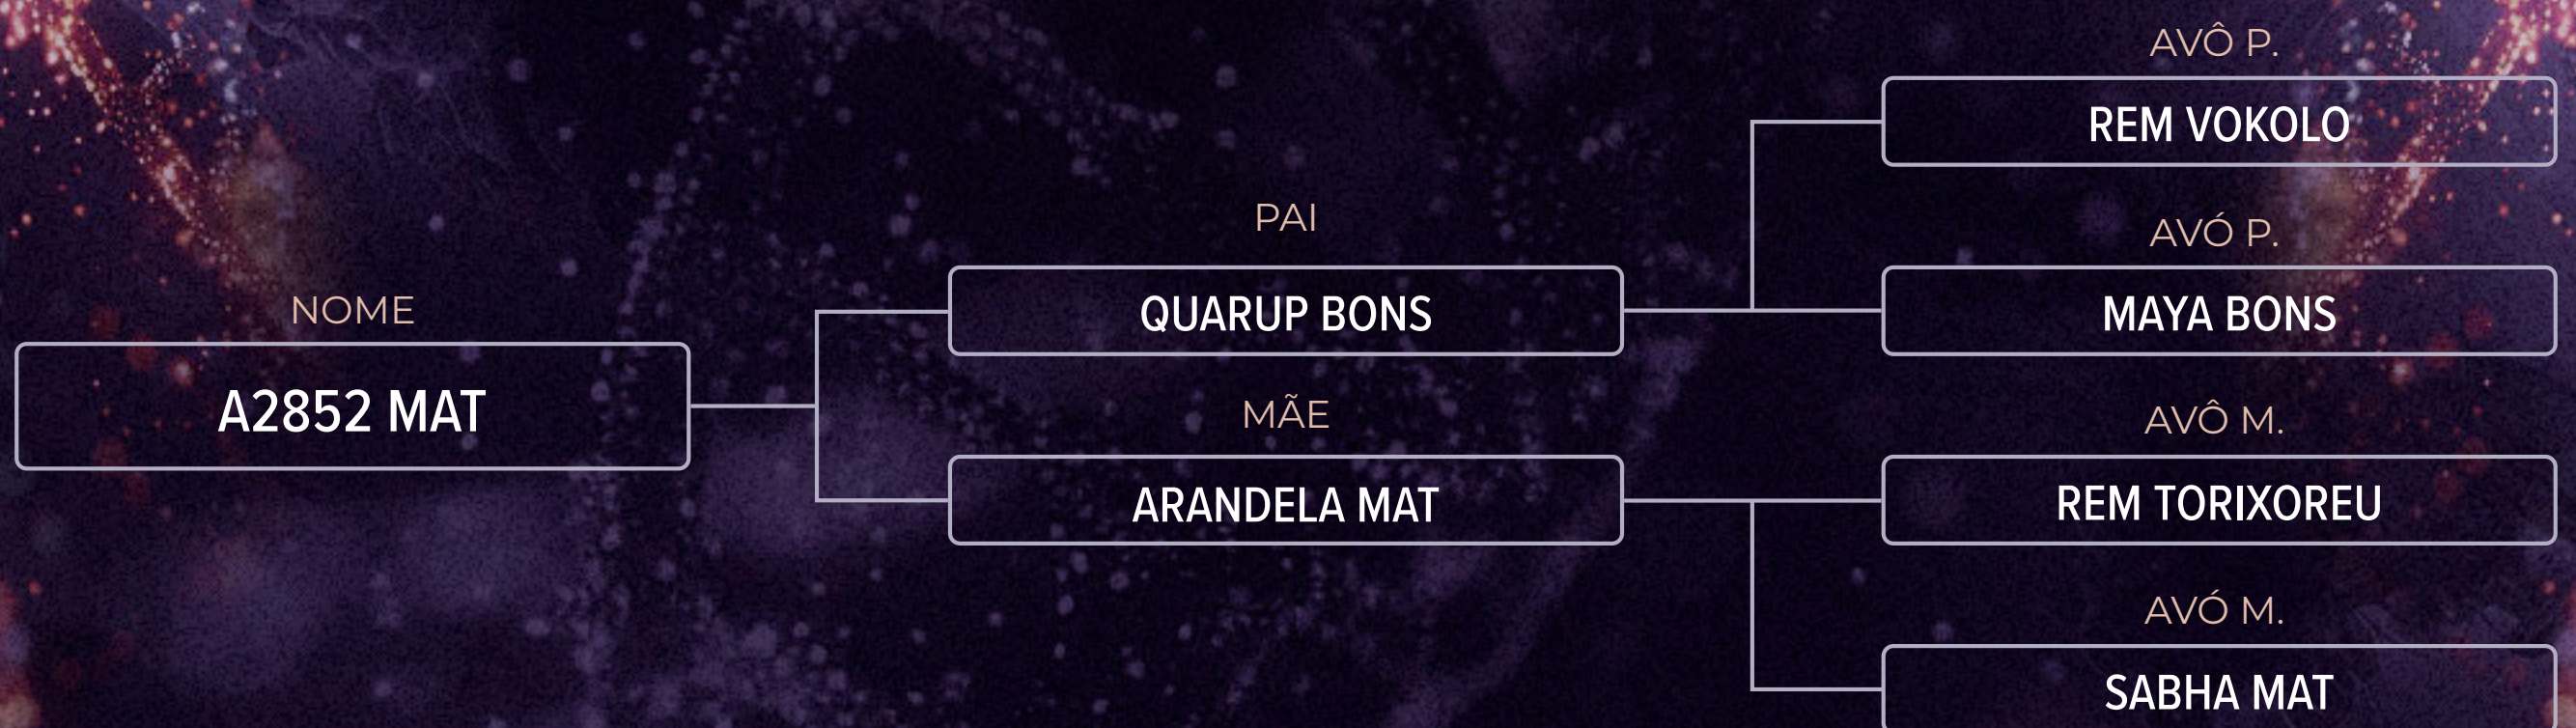 NOME
A2852 MAT
PAI
QUARUP BONS
MÃE
ARANDELA MAT
AVÔ P.
REM VOKOLO
AVÓ P.
MAYA BONS
AVÔ M.
REM TORIXOREU
AVÓ M.
SABHA MAT